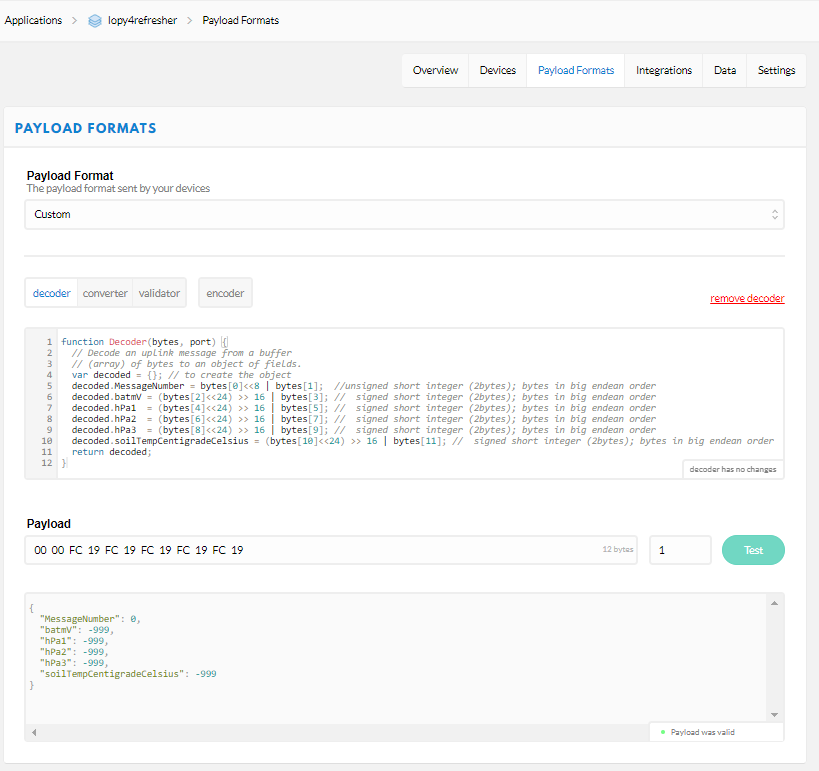 Applications > lopy4refresher > Payload Formats
Overview Devices Payload Formats Integrations Data Settings
PAYLOAD FORMATS
Payload Format
The payload format sent by your devices
Custom
decoder converter validator encoder
remove decoder
1 function Decoder(bytes, port) {
2 // Decode an uplink message from a buffer
3 // (array) of bytes to an object of fields.
4 var decoded = {}; // to create the object
5 decoded.MessageNumber = bytes[0]<<8 | bytes[1]; //unsigned short integer (2bytes); bytes in big endean order
6 decoded.batmV = (bytes[2]<<24) >> 16 | bytes[3]; // signed short integer (2bytes); bytes in big endean order
7 decoded.hPa1 = (bytes[4]<<24) >> 16 | bytes[5]; // signed short integer (2bytes); bytes in big endean order
8 decoded.hPa2 = (bytes[6]<<24) >> 16 | bytes[7]; // signed short integer (2bytes); bytes in big endean order
9 decoded.hPa3 = (bytes[8]<<24) >> 16 | bytes[9]; // signed short integer (2bytes); bytes in big endean order
10 decoded.soilTempCentigradeCelsius = (bytes[10]<<24) >> 16 | bytes[11]; // signed short integer (2bytes); bytes in big endean order
11 return decoded;
12 }
decoder has no changes
Payload
00 00 FC 19 FC 19 FC 19 FC 19 FC 19 12 bytes 1 Test
{
"MessageNumber": 0,
"batmV": -999,
"hPa1": -999,
"hPa2": -999,
"hPa3": -999,
"soilTempCentigradeCelsius": -999
}
Payload was valid